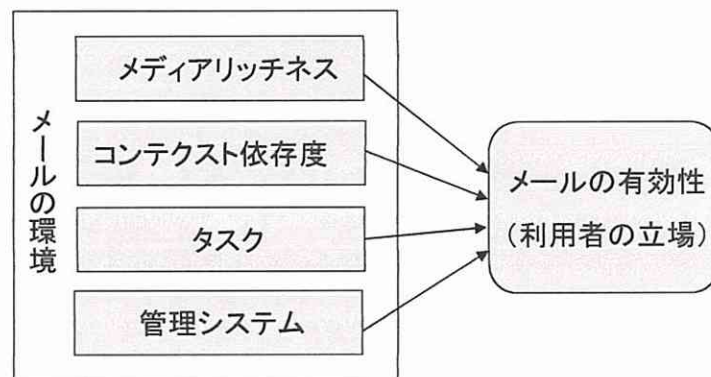 メールの環境
メディアリッチネス
コンテクスト依存度
タスク
管理システム
メールの有効性
(利用者の立場)